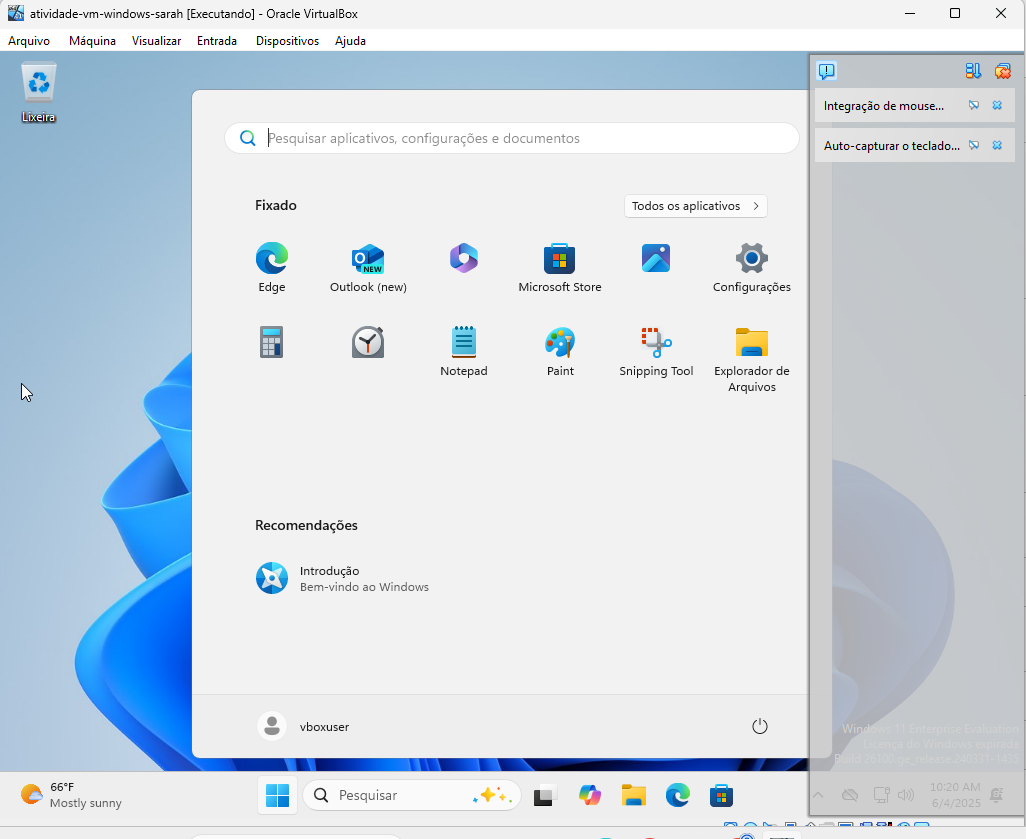 atividade-vm-windows-sarah [Executando] - Oracle VirtualBox
Arquivo Máquina Visualizar Entrada Dispositivos Ajuda
Lixeira
Integração de mouse...
Auto-capturar o teclado...
Pesquisar aplicativos, configurações e documentos
Fixado
Todos os aplicativos
Edge
Outlook (new)
Microsoft Store
Configurações
Notepad
Paint
Snipping Tool
Explorador de
Arquivos
Recomendações
Introdução
Bem-vindo ao Windows
vboxuser
Windows 11 Enterprise Evaluation
Licença do Windows expirada
66°F
Mostly sunny
Pesquisar
10:20 AM
6/4/2025